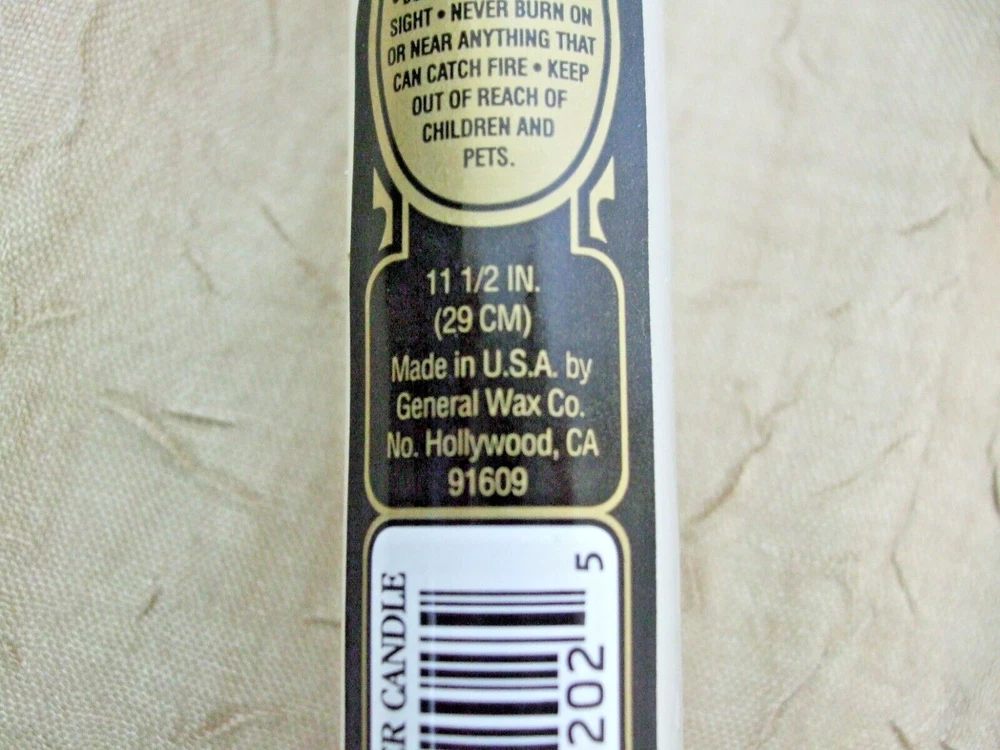 SIGHT • NEVER BURN ON
OR NEAR ANYTHING THAT
CAN CATCH FIRE • KEEP
OUT OF REACH OF
CHILDREN AND
PETS.
11 1/2 IN.
(29 CM)
Made in U.S.A. by
General Wax Co.
No. Hollywood, CA
91609
ER CANDLE
202 5